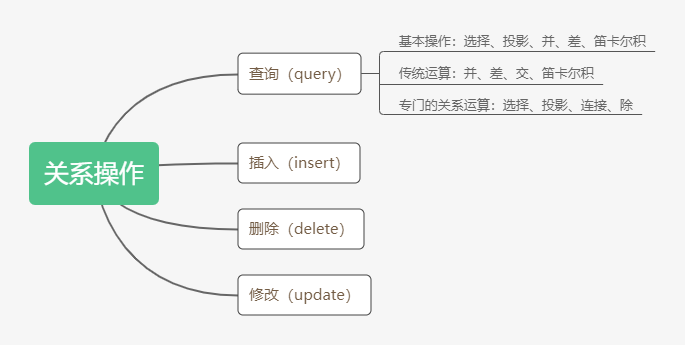 关系操作
查询（query）
基本操作：选择、投影、并、差、笛卡尔积
传统运算：并、差、交、笛卡尔积
专门的关系运算：选择、投影、连接、除
插入（insert）
删除（delete）
修改（update）